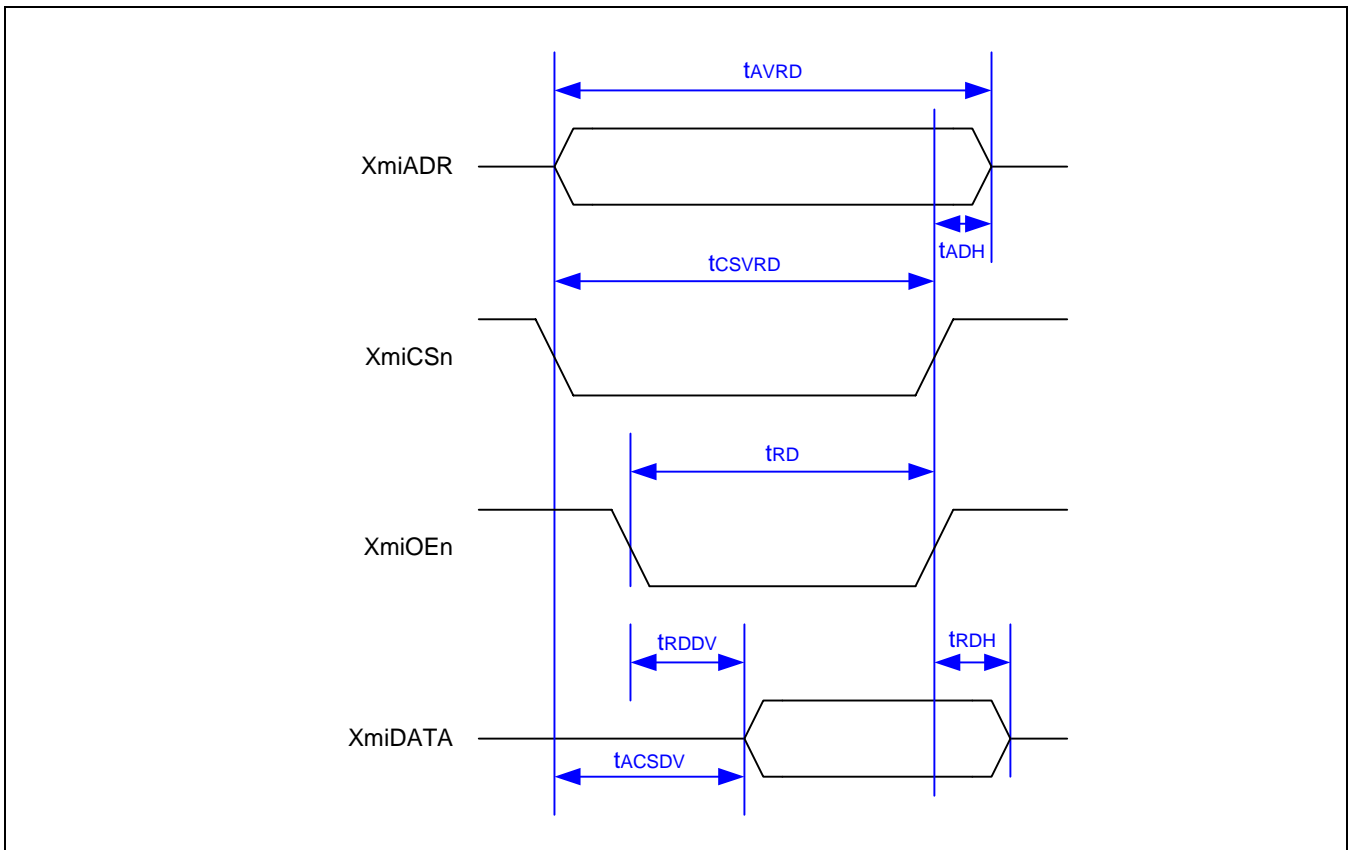 tAVRD
XmiADR
tADH
tCSVRD
XmiCSn
tRD
XmiOEn
tRDDV
tRDH
XmiDATA
tACSDV